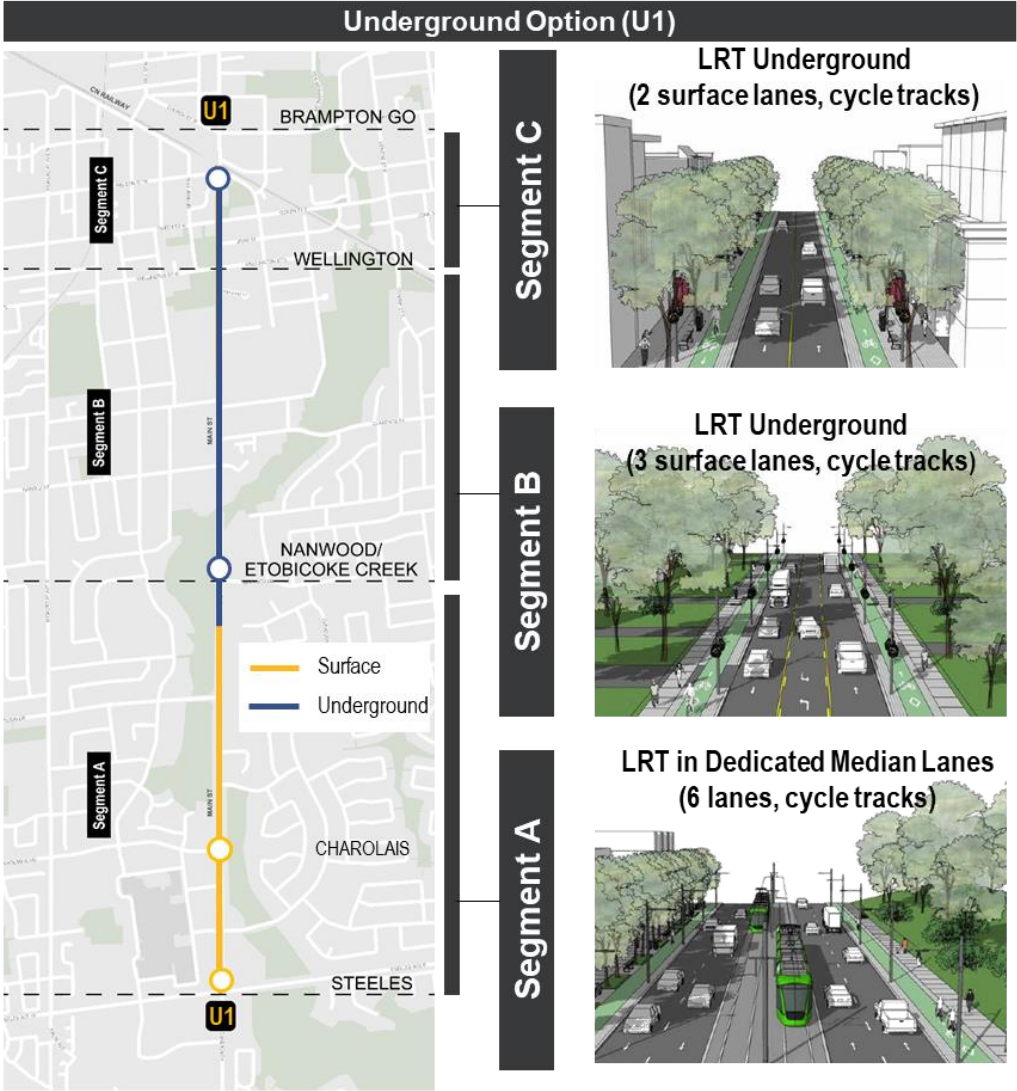 Underground Option (U1)
CN RAILWAY
U1
BRAMPTON GO
Segment C
WELLINGTON
Segment B
MAIN ST
NANWOOD/
ETOBICOKE CREEK
Surface
Underground
Segment A
MAIN ST
CHAROLAIS
STEELES
U1
Segment C
LRT Underground
(2 surface lanes, cycle tracks)
Segment B
LRT Underground
(3 surface lanes, cycle tracks)
Segment A
LRT in Dedicated Median Lanes
(6 lanes, cycle tracks)